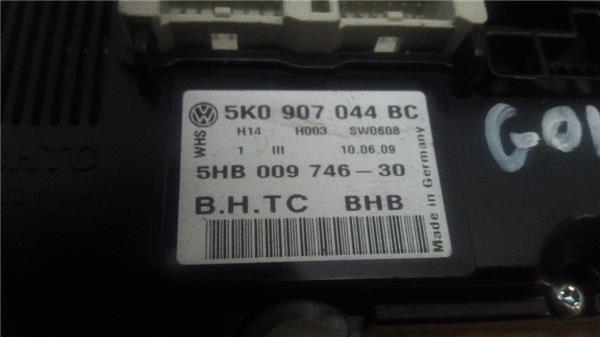 5K0 907 044 BC
H14 H003 SW0608
1 III 10.06.09
5HB 009 746-30
B.H.TC BHB
WHS
Made in Germany